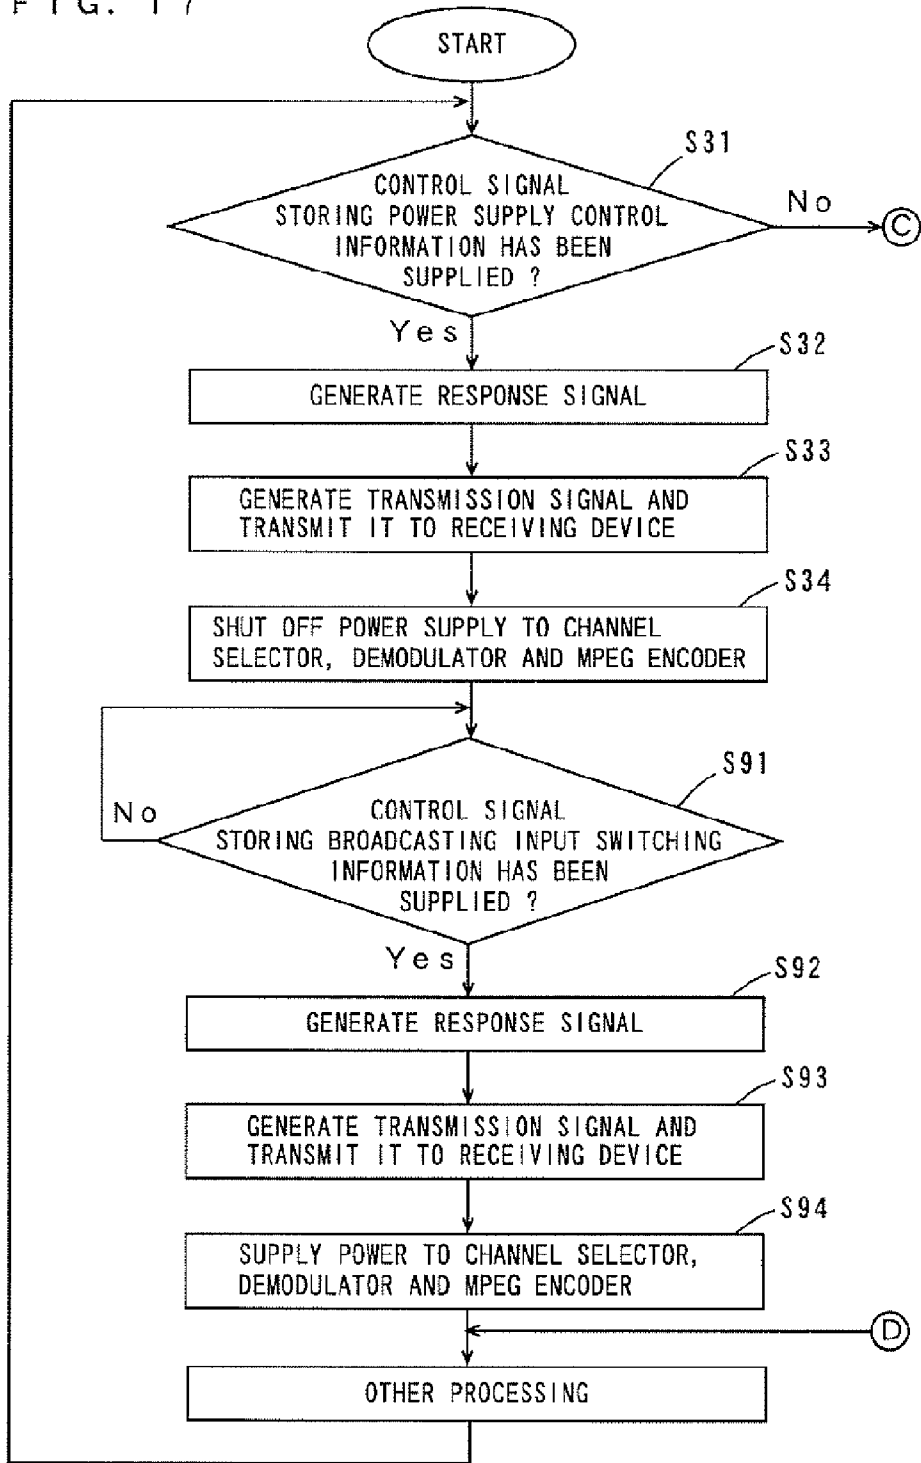 FIG. 17
START
S31
CONTROL SIGNAL
STORING POWER SUPPLY CONTROL
INFORMATION HAS BEEN
SUPPLIED ?
No
C
Yes
S32
GENERATE RESPONSE SIGNAL
S33
GENERATE TRANSMISSION SIGNAL AND
TRANSMIT IT TO RECEIVING DEVICE
S34
SHUT OFF POWER SUPPLY TO CHANNEL
SELECTOR, DEMODULATOR AND MPEG ENCODER
S91
No
CONTROL SIGNAL
STORING BROADCASTING INPUT SWITCHING
INFORMATION HAS BEEN
SUPPLIED ?
Yes
S92
GENERATE RESPONSE SIGNAL
S93
GENERATE TRANSMISSION SIGNAL AND
TRANSMIT IT TO RECEIVING DEVICE
S94
SUPPLY POWER TO CHANNEL SELECTOR,
DEMODULATOR AND MPEG ENCODER
D
OTHER PROCESSING